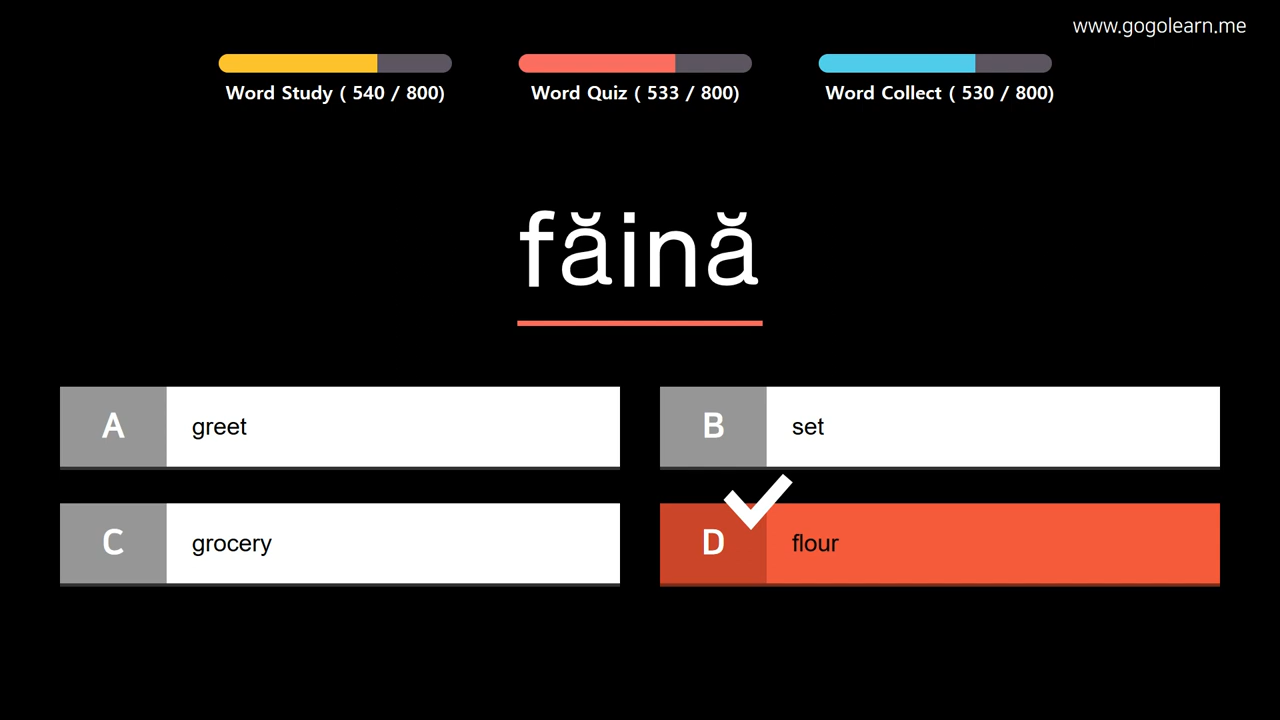 www.gogolearn.me
Word Study ( 540 / 800)
Word Quiz ( 533 / 800)
Word Collect ( 530 / 800)
făină
A greet
B set
C grocery
D flour